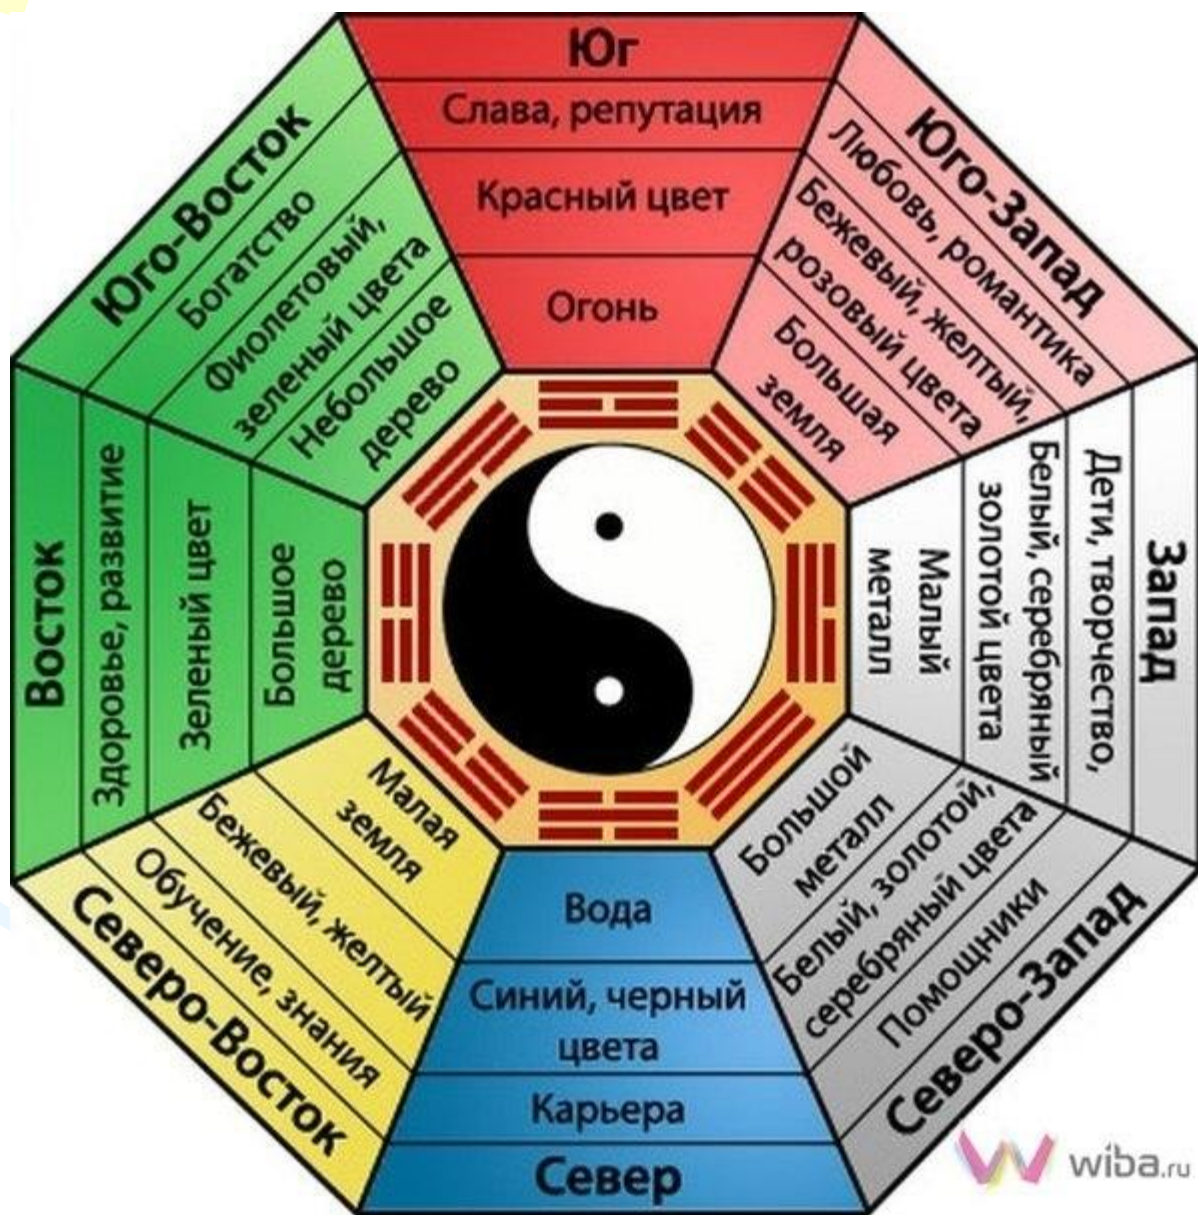 Юг
Слава, репутация
Красный цвет
Огонь
Юго-Запад
Любовь, романтика
Бежевый, желтый,
розовый цвета
Большая
земля
Запад
Дети, творчество,
Белый, серебряный
золотой цвета
Малый
металл
Северо-Запад
Помощники
Белый, золотой,
серебряный цвета
Большой
металл
Вода
Синий, черный
цвета
Карьера
Север
Малая
земля
Бежевый, желтый
Обучение, знания
Северо-Восток
Восток
Здоровье, развитие
Зеленый цвет
Большое
дерево
Юго-Восток
Богатство
Фиолетовый,
зеленый цвета
Небольшое
дерево
wiba.ru